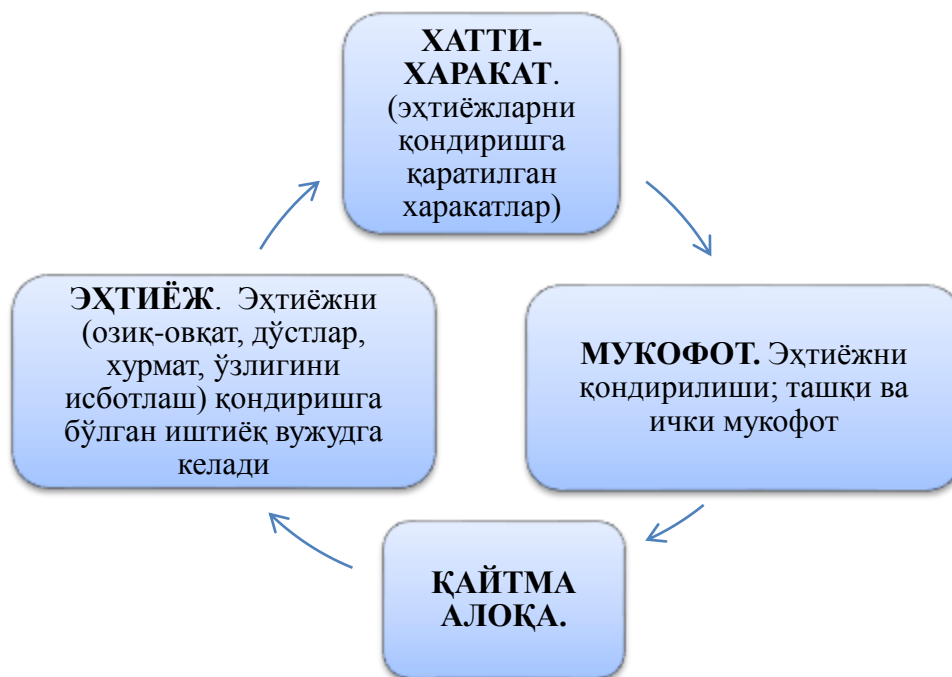 ХАТТИ-
ХАРАКАТ.
(эҳтиёжларни
қондиришга
қаратилган
харакатлар)
ЭҲТИЁЖ. Эҳтиёжни
(озиқ-овқат, дўстлар,
хурмат, ўзлигини
исботлаш) қондиришга
бўлган иштиёқ вужудга
келади
МУКОФОТ. Эҳтиёжни
қондирилиши; ташқи ва
ички мукофот
ҚАЙТМА
АЛОҚА.